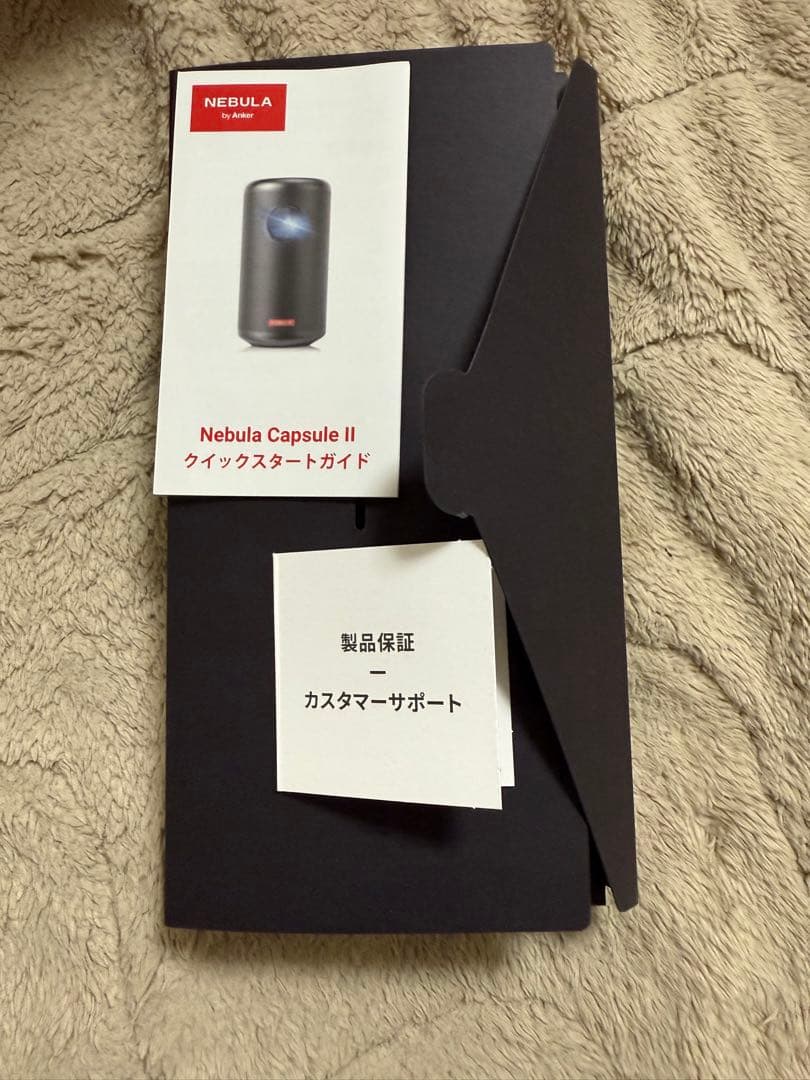 NEBULA
by Anker
Nebula Capsule II
クイックスタートガイド
製品保証
ー
カスタマーサポート